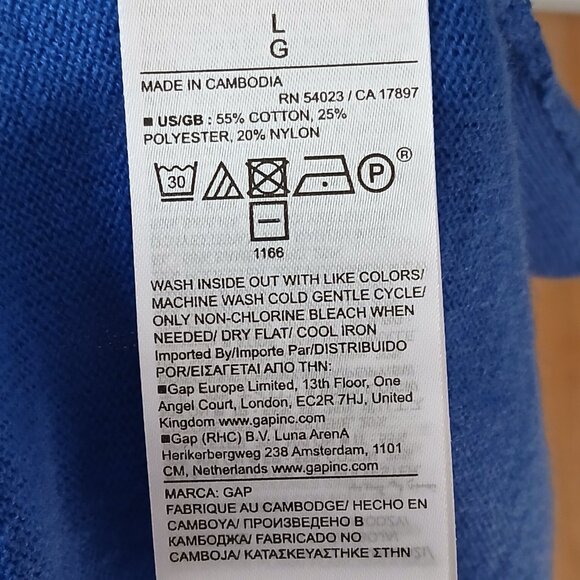 L
G
MADE IN CAMBODIA
RN 54023 / CA 17897
■ US/GB : 55% COTTON, 25%
POLYESTER, 20% NYLON
30 P ®
1166
WASH INSIDE OUT WITH LIKE COLORS/
MACHINE WASH COLD GENTLE CYCLE/
ONLY NON-CHLORINE BLEACH WHEN
NEEDED/ DRY FLAT/ COOL IRON
Imported By/Importe Par/DISTRIBUIDO
POR/ΕΙΣΑΓΕΤΑΙ ΑΠΟ ΤΗΝ:
■Gap Europe Limited, 13th Floor, One
Angel Court, London, EC2R 7HJ, United
Kingdom www.gapinc.com
■Gap (RHC) B.V. Luna ArenA
Herikerbergweg 238 Amsterdam, 1101
CM, Netherlands www.gapinc.com
MARCA: GAP
FABRIQUE AU CAMBODGE/ HECHO EN
CAMBOYA/ ПРОИЗВЕДЕНО В
КАМБОДЖА/ FABRICADO NO
CAMBOJA/ ΚΑΤΑΣΚΕΥΑΣΤΗΚΕ ΣΤΗΝ